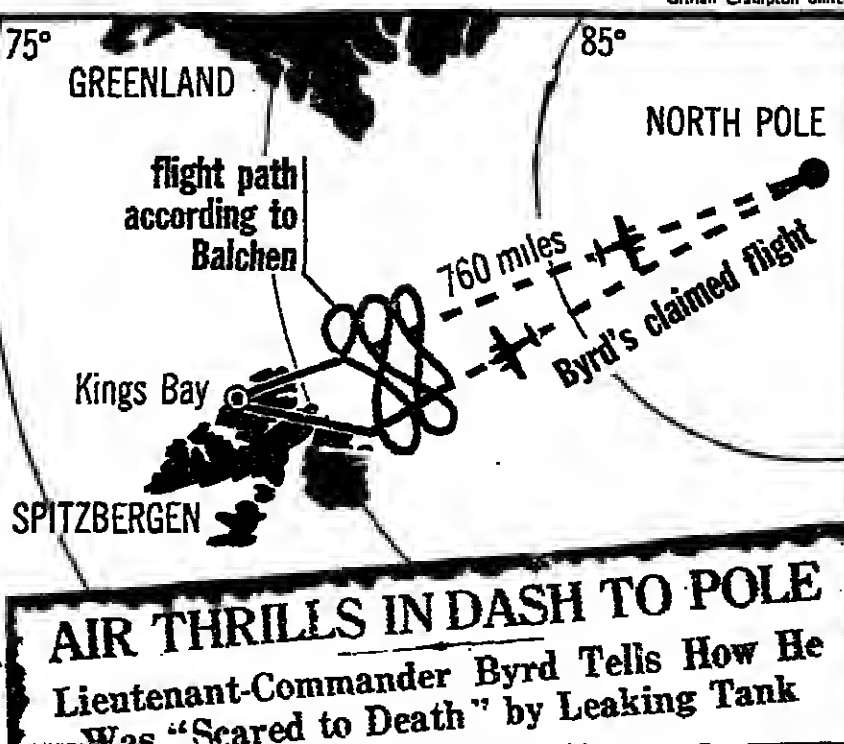 75°
85°
GREENLAND
NORTH POLE
flight path
according to
Balchen
760 miles
Byrd's claimed flight
Kings Bay
SPITZBERGEN
AIR THRILLS IN DASH TO POLE
Lieutenant-Commander Byrd Tells How He
Was "Scared to Death" by Leaking Tank